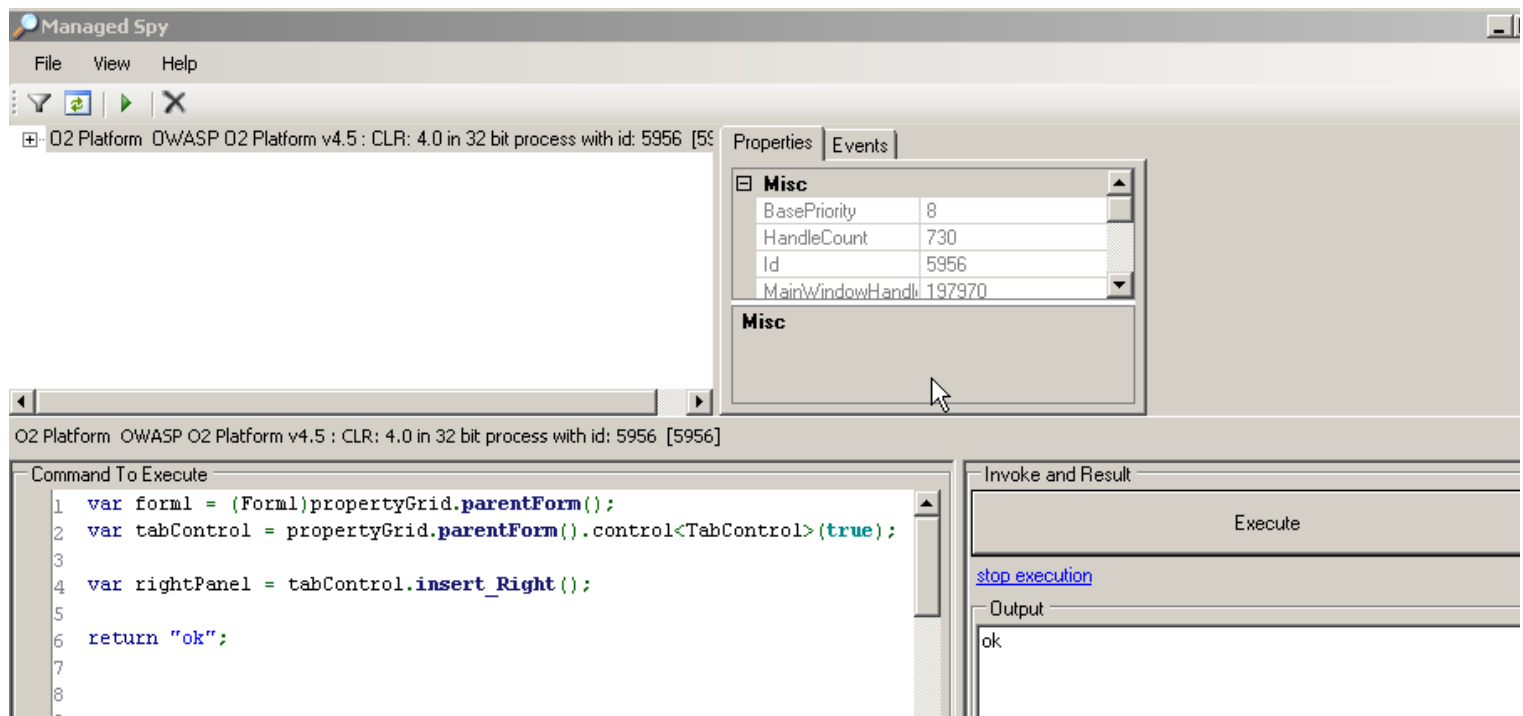 Managed Spy
File View Help
O2 Platform OWASP O2 Platform v4.5 : CLR: 4.0 in 32 bit process with id: 5956 [59
Properties Events
Misc
BasePriority 8
HandleCount 730
Id 5956
MainWindowHandl 197970
Misc
O2 Platform OWASP O2 Platform v4.5 : CLR: 4.0 in 32 bit process with id: 5956 [5956]
Command To Execute
1 var form1 = (Form1)propertyGrid.parentForm();
2 var tabControl = propertyGrid.parentForm().control<TabControl>(true);
3
4 var rightPanel = tabControl.insert_Right();
5
6 return "ok";
7
8
Invoke and Result
Execute
stop execution
Output
ok